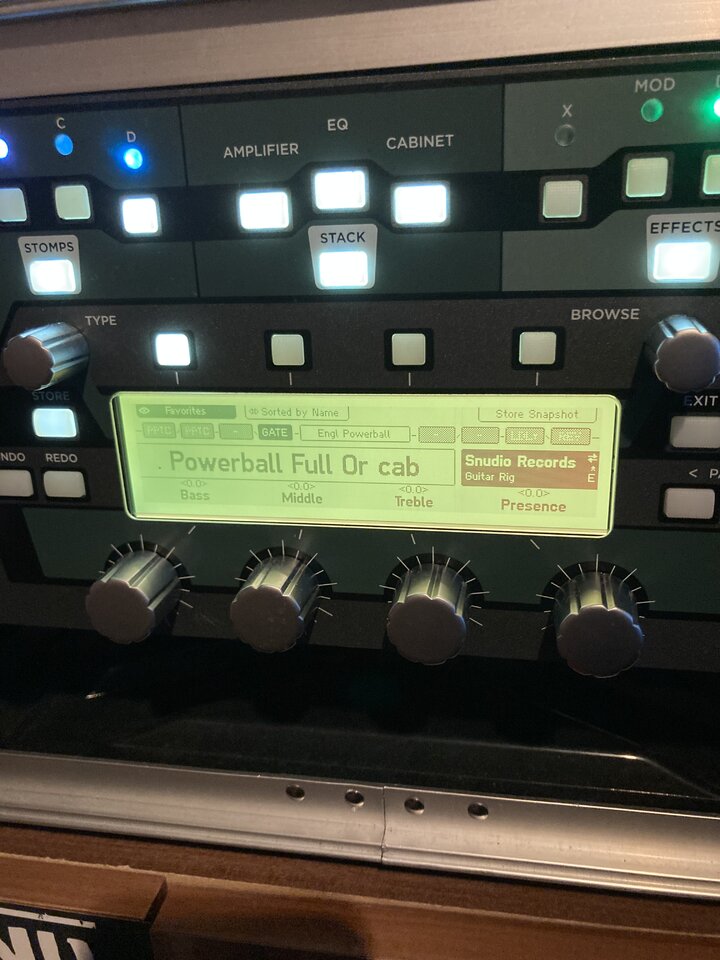 MOD
C
D
EQ
X
AMPLIFIER
CABINET
STOMPS
STACK
EFFECTS
TYPE
BROWSE
STORE
EXIT
Favorites
Sorted by Name
Store Snapshot
GATE
Engl Powerball
NDO
REDO
Powerball Full Or cab
Snudio Records
Guitar Rig
E
< PA
<0.0>
<0.0>
<0.0>
<0.0>
Bass
Middle
Treble
Presence